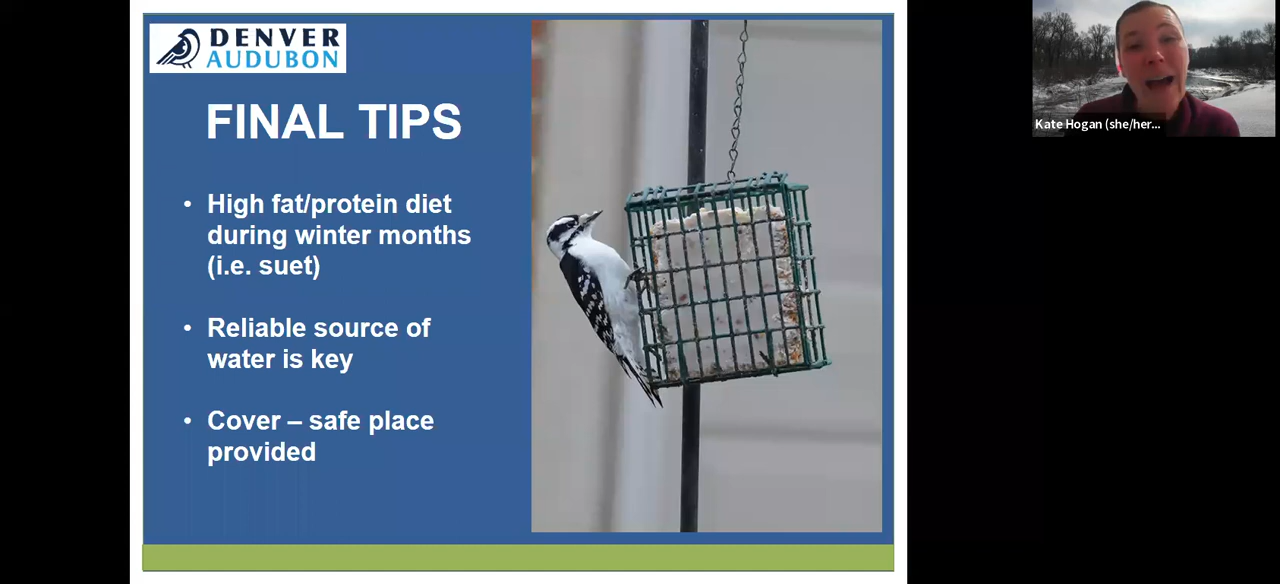 DENVER
AUDUBON
FINAL TIPS
• High fat/protein diet
during winter months
(i.e. suet)
• Reliable source of
water is key
• Cover – safe place
provided
Kate Hogan (she/her...